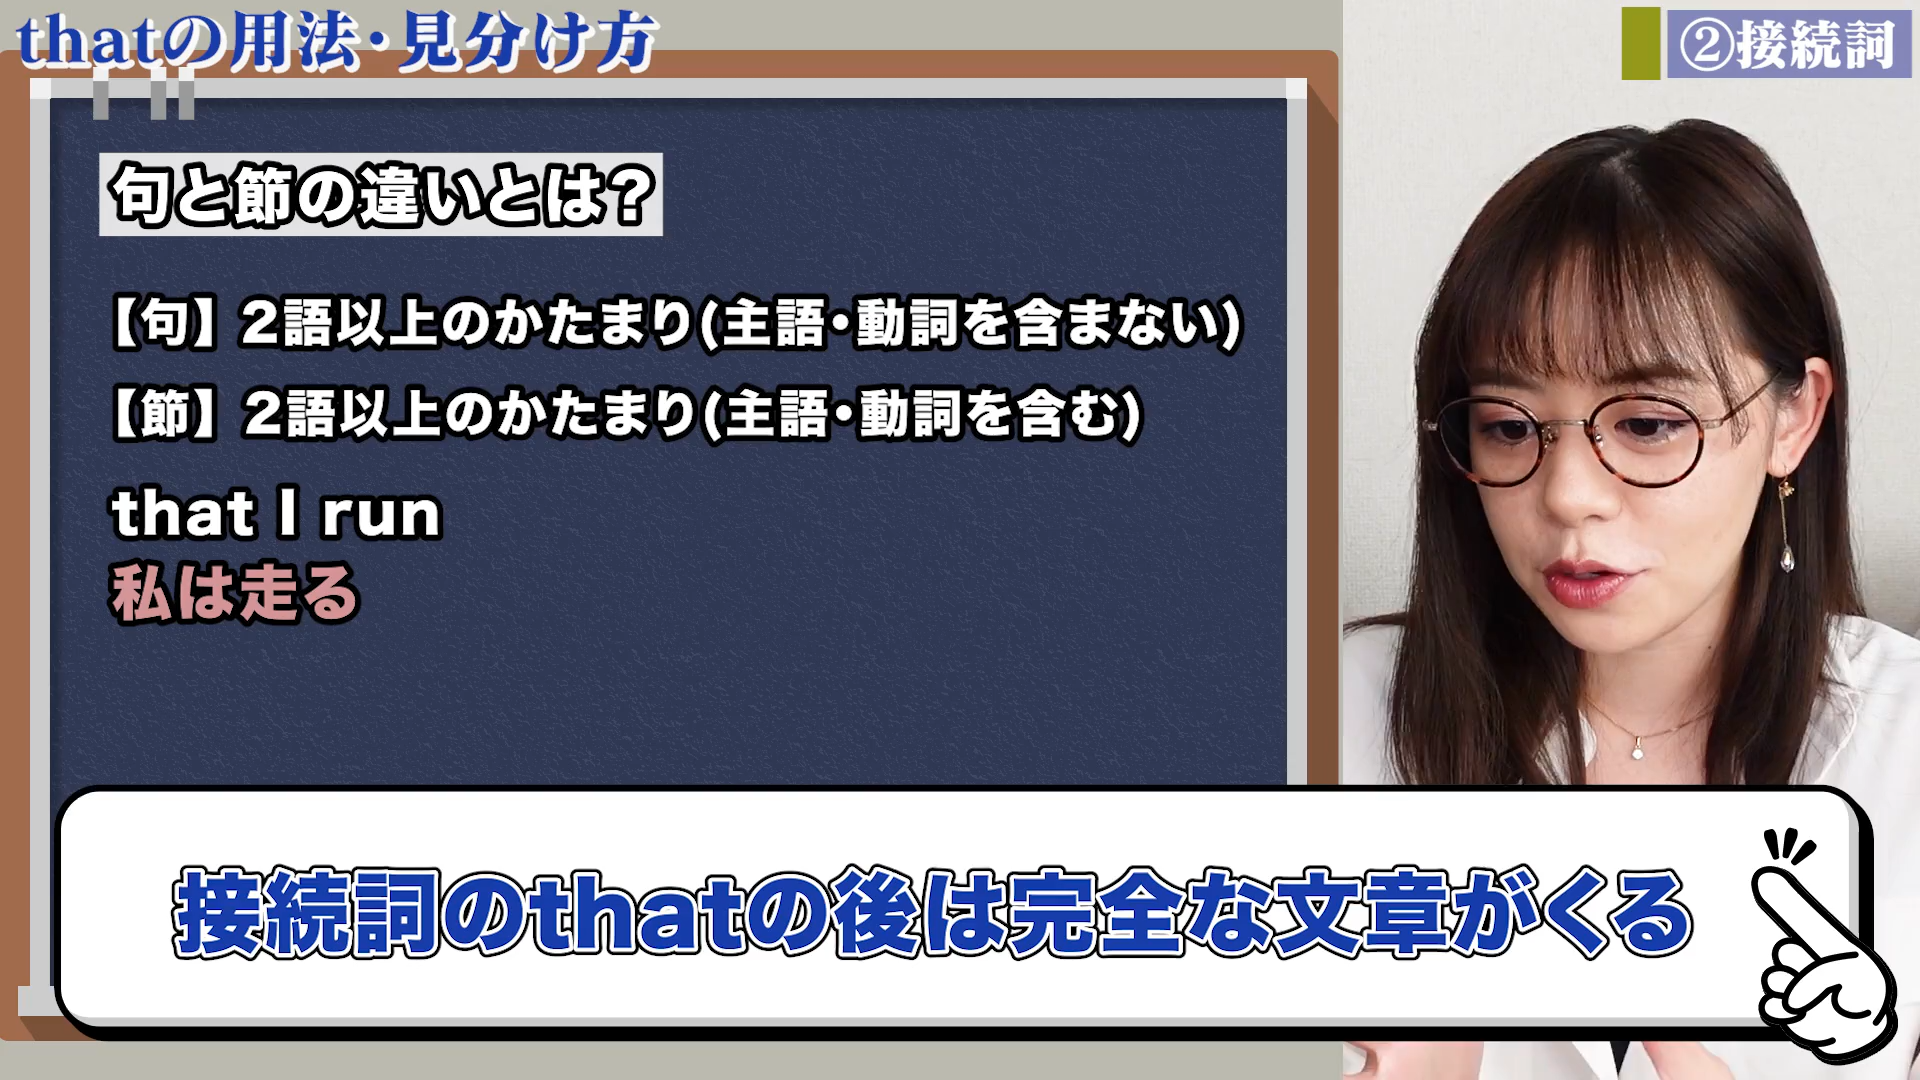 thatの用法・見分け方
②接続詞
句と節の違いとは？
【句】2語以上のかたまり(主語・動詞を含まない)
【節】2語以上のかたまり(主語・動詞を含む)
that I run
私は走る
接続詞のthatの後は完全な文章がくる